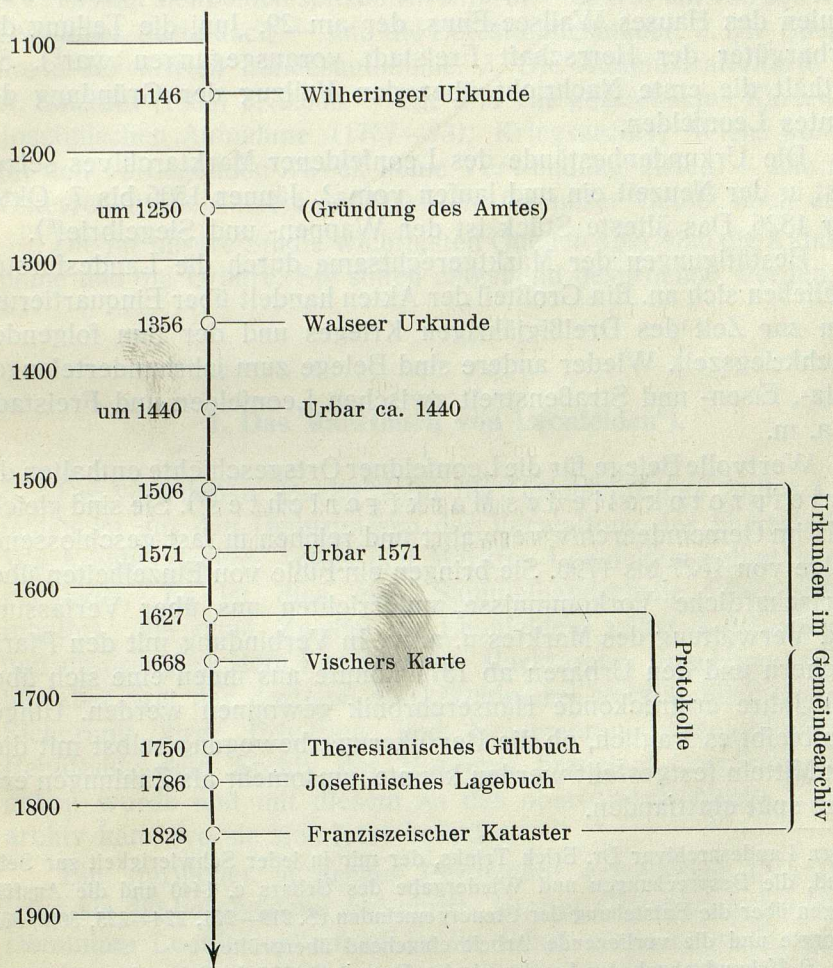 1100
1146 Wilheringer Urkunde
1200
um 1250 (Gründung des Amtes)
1300
1356 Walseer Urkunde
1400
um 1440 Urbar ca. 1440
1500
1506
1571 Urbar 1571
1600
1627
1668 Vischers Karte
1700
1750 Theresianisches Gültbuch
1786 Josefinisches Lagebuch
1800
1828 Franziszeischer Kataster
1900
Protokolle
Urkunden im Gemeindearchiv